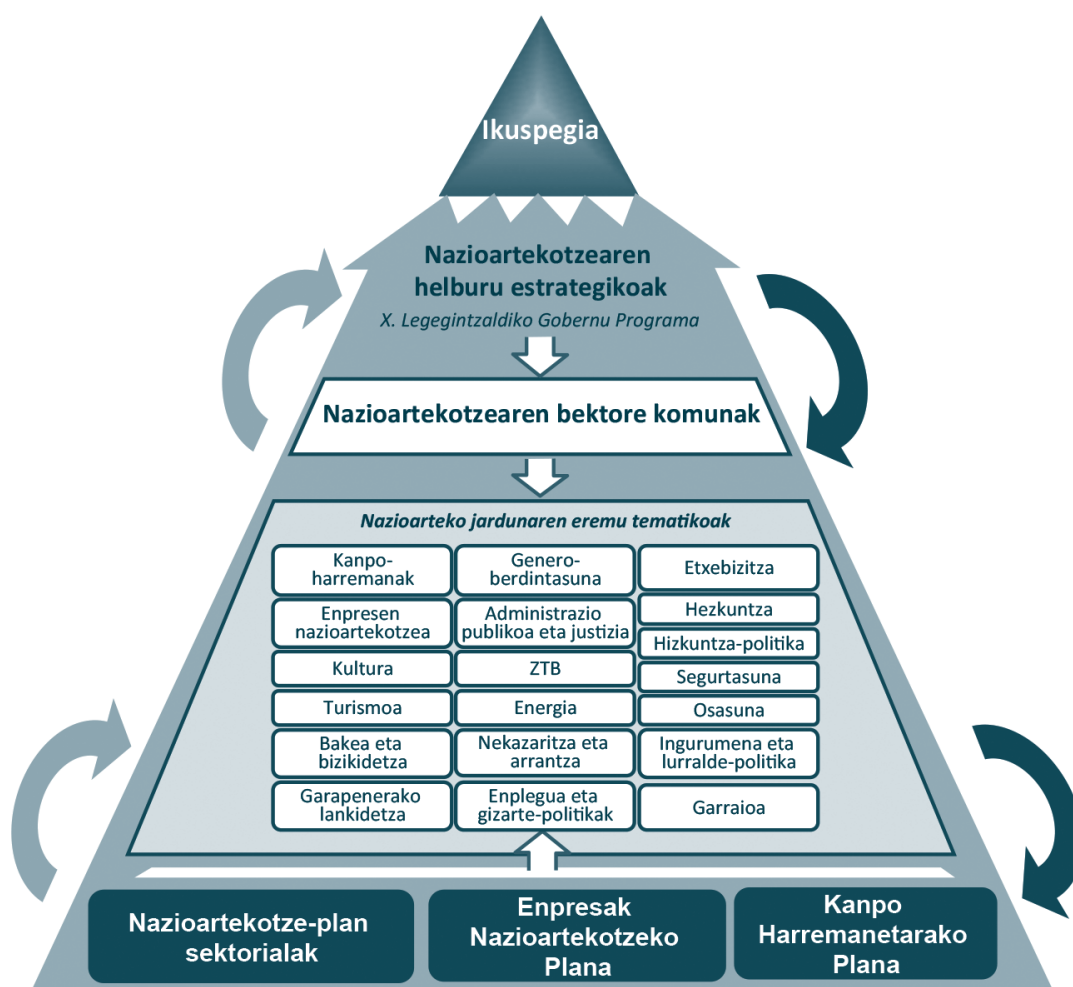 Ikuspegia
Nazioartekotzearen
helburu estrategikoak
X. Legegintzaldiko Gobernu Programa
Nazioartekotzearen bektore komunak
Nazioarteko jardunaren eremu tematikoak
Kanpo-
harremanak
Enpresen
nazioartekotzea
Kultura
Turismoa
Bakea eta
bizikidetza
Garapenerako
lankidetza
Genero-
berdintasuna
Administrazio
publikoa eta justizia
ZTB
Energia
Nekazaritza eta
arrantza
Enplegua eta
gizarte-politikak
Etxebizitza
Hezkuntza
Hizkuntza-politika
Segurtasuna
Osasuna
Ingurumena eta
lurralde-politika
Garraioa
Nazioartekotze-plan
sektorialak
Enpresak
Nazioartekotzeko
Plana
Kanpo
Harremanetarako
Plana